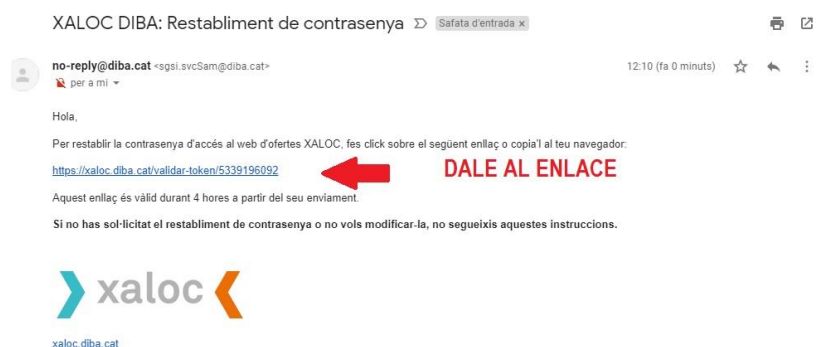 XALOC DIBA: Restabliment de contrasenya Safata d'entrada x
no-reply@diba.cat <sgsi.svcSam@diba.cat> 12:10 (fa 0 minuts)
per a mi
Hola,
Per restablir la contrasenya d'accés al web d'ofertes XALOC, fes click sobre el següent enllaç o copia'l al teu navegador:
https://xaloc.diba.cat/validar-token/5339196092 DALE AL ENLACE
Aquest enllaç és vàlid durant 4 hores a partir del seu enviament.
Si no has sol·licitat el restabliment de contrasenya o no vols modificar-la, no segueixis aquestes instruccions.
xaloc
xaloc.diba.cat